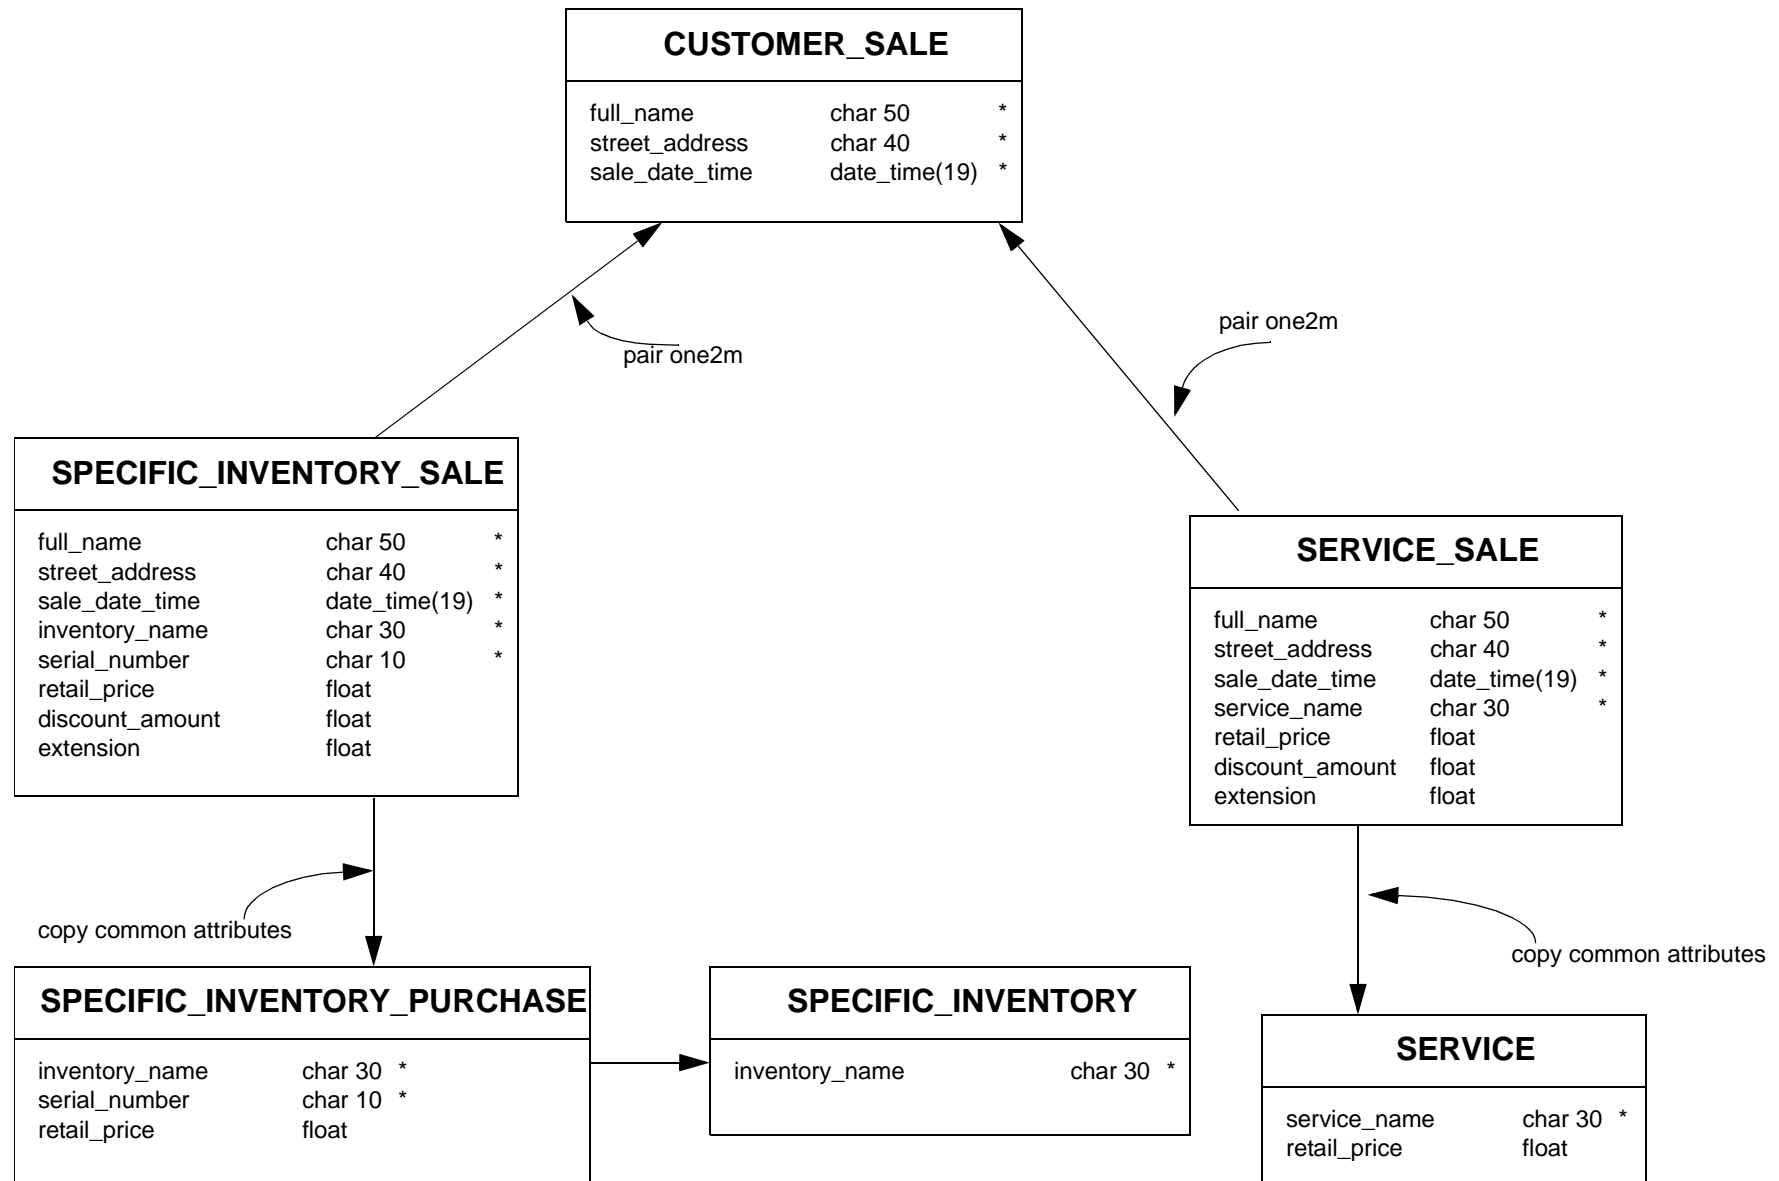 CUSTOMER_SALE
full_name char 50 *
street_address char 40 *
sale_date_time date_time(19) *
pair one2m
pair one2m
SPECIFIC_INVENTORY_SALE
full_name char 50 *
street_address char 40 *
sale_date_time date_time(19) *
inventory_name char 30 *
serial_number char 10 *
retail_price float
discount_amount float
extension float
SERVICE_SALE
full_name char 50 *
street_address char 40 *
sale_date_time date_time(19) *
service_name char 30 *
retail_price float
discount_amount float
extension float
copy common attributes
copy common attributes
SPECIFIC_INVENTORY_PURCHASE
inventory_name char 30 *
serial_number char 10 *
retail_price float
SPECIFIC_INVENTORY
inventory_name char 30 *
SERVICE
service_name char 30 *
retail_price float